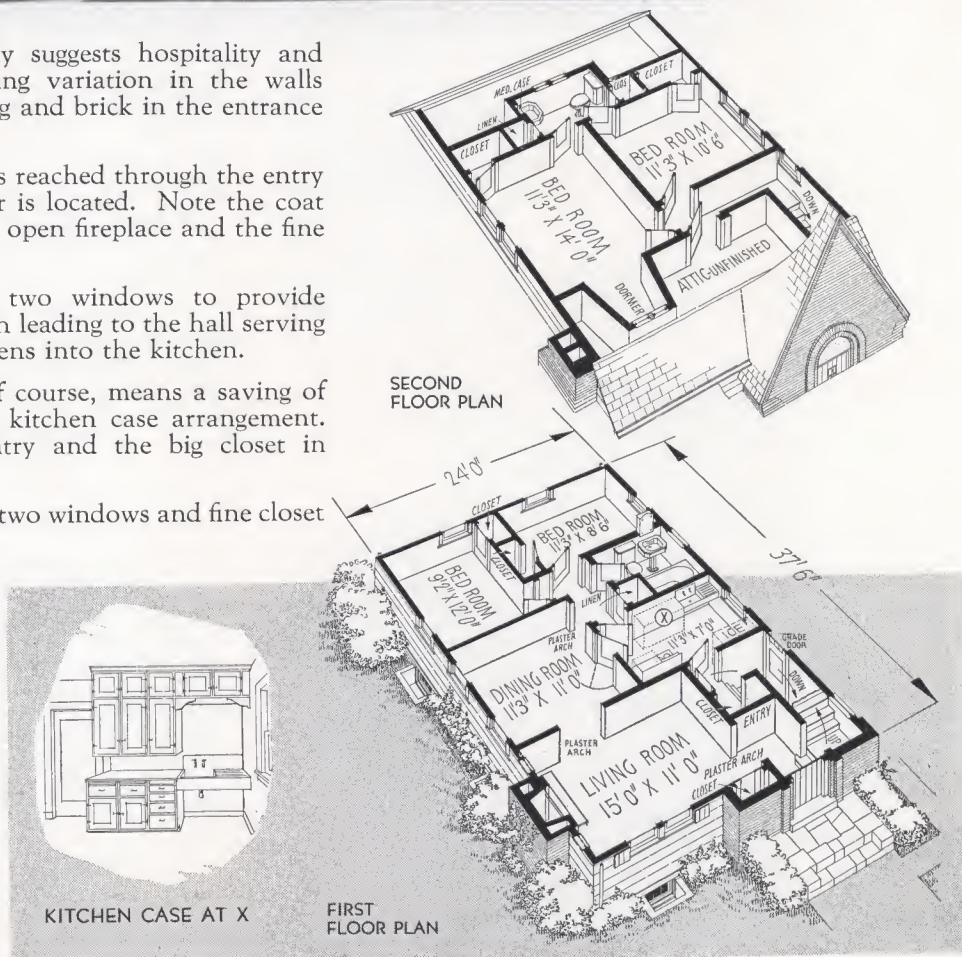 y suggests hospitality and
ng variation in the walls
g and brick in the entrance
s reached through the entry
r is located. Note the coat
open fireplace and the fine
two windows to provide
n leading to the hall serving
ens into the kitchen.
f course, means a saving of
kitchen case arrangement.
try and the big closet in
two windows and fine closet
MED. CASE
CLOS.
CLOSET
LINEN
CLOSET
BED ROOM
11'3" X 10'6"
BED ROOM
11'3" X 14'0"
DOWN
ATTIC-UNFINISHED
DORMER
SECOND
FLOOR PLAN
24'0"
37'6"
CLOSET
BED ROOM
11'3" X 8'6"
CLOSET
BED ROOM
9'2" X 12'0"
LINEN
X
11'3" X 7'0"
ICE
GRADE
DOOR
PLASTER
ARCH
DINING ROOM
11'3" X 11'0"
DOWN
CLOSET
ENTRY
UP
PLASTER
ARCH
LIVING ROOM
15'0" X 11'0"
PLASTER ARCH
CLOSET
KITCHEN CASE AT X
FIRST
FLOOR PLAN